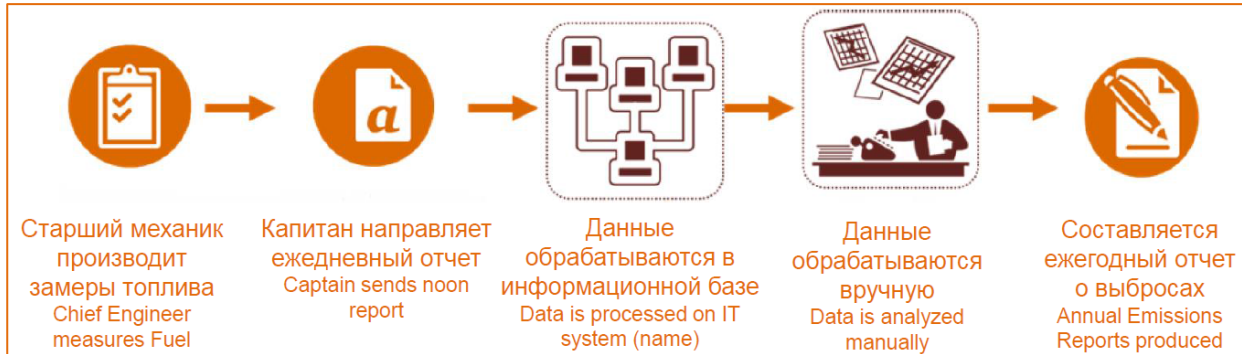 a
Старший механик
производит
замеры топлива
Chief Engineer
measures Fuel
Капитан направляет
ежедневный отчет
Captain sends noon
report
Данные
обрабатываются в
информационной базе
Data is processed on IT
system (name)
Данные
обрабатываются
вручную
Data is analyzed
manually
Составляется
ежегодный отчет
о выбросах
Annual Emissions
Reports produced